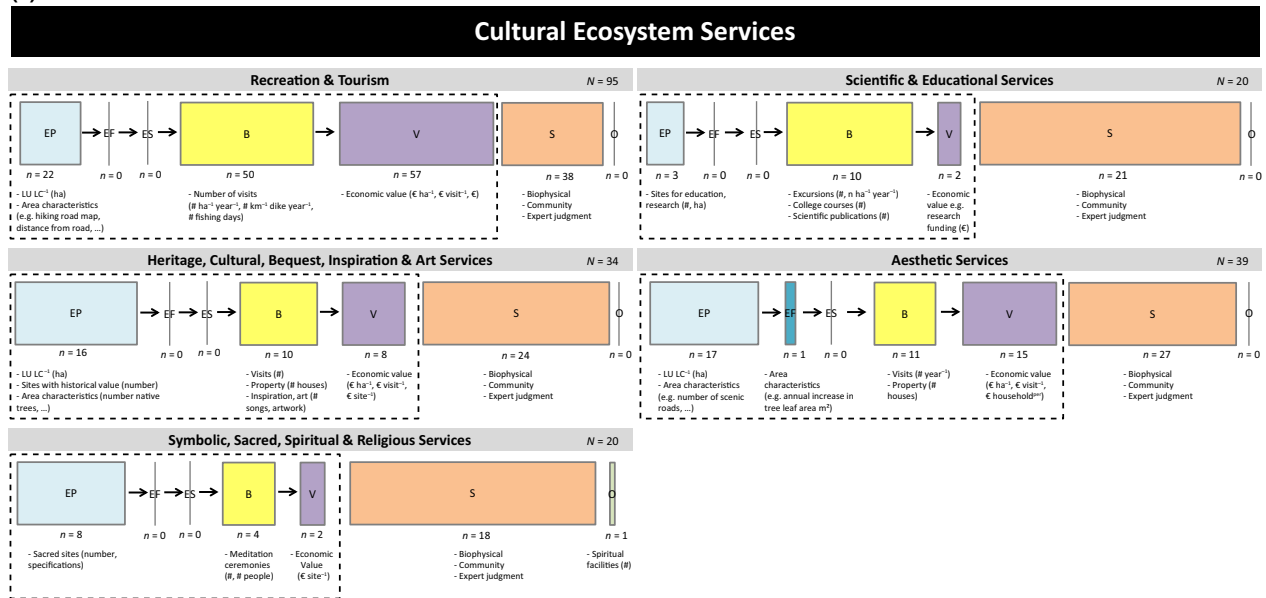 Cultural Ecosystem Services
Recreation & Tourism
N = 95
EP
EF
ES
B
V
S
O
n = 22
n = 0
n = 0
n = 50
n = 57
n = 38
n = 0
- LU LC⁻¹ (ha)
- Area characteristics
(e.g. hiking road map,
distance from road, ...)
- Number of visits
(# ha⁻¹ year⁻¹, # km⁻¹ dike year⁻¹,
# fishing days)
- Economic value (€ ha⁻¹, € visit⁻¹, €)
- Biophysical
- Community
- Expert judgment
Scientific & Educational Services
N = 20
EP
EF
ES
B
V
S
O
n = 3
n = 0
n = 0
n = 10
n = 2
n = 21
n = 0
- Sites for education,
research (#, ha)
- Excursions (#, n ha⁻¹ year⁻¹)
- College courses (#)
- Scientific publications (#)
- Economic
value e.g.
research
funding (€)
- Biophysical
- Community
- Expert judgment
Heritage, Cultural, Bequest, Inspiration & Art Services
N = 34
EP
EF
ES
B
V
S
O
n = 16
n = 0
n = 0
n = 10
n = 8
n = 24
n = 0
- LU LC⁻¹ (ha)
- Sites with historical value (number)
- Area characteristics (number native
trees, ...)
- Visits (#)
- Property (# houses)
- Inspiration, art (#
songs, artwork)
- Economic value
(€ ha⁻¹, € visit⁻¹,
€ site⁻¹)
- Biophysical
- Community
- Expert judgment
Aesthetic Services
N = 39
EP
EF
ES
B
V
S
O
n = 17
n = 1
n = 0
n = 11
n = 15
n = 27
n = 0
- LU LC⁻¹ (ha)
- Area characteristics
(e.g. number of scenic
roads, ...)
- Area
characteristics
(e.g. annual increase in
tree leaf area m²)
- Visits (# year⁻¹)
- Property (#
houses)
- Economic value
(€ ha⁻¹, € visit⁻¹,
€ household
- Biophysical
- Community
- Expert judgment
Symbolic, Sacred, Spiritual & Religious Services
N = 20
EP
EF
ES
B
V
S
O
n = 8
n = 0
n = 0
n = 4
n = 2
n = 18
n = 1
- Sacred sites (number,
specifications)
- Meditation
ceremonies
(#, # people)
- Economic
Value
(€ site⁻¹)
- Biophysical
- Community
- Expert judgment
- Spiritual
facilities (#)